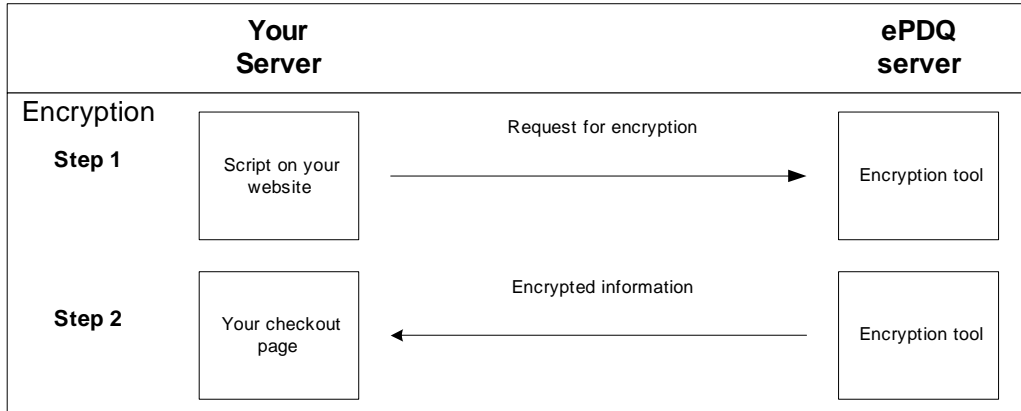 Your
Server
ePDQ
server
Encryption
Step 1
Script on your
website
Request for encryption
Encryption tool
Step 2
Your checkout
page
Encrypted information
Encryption tool